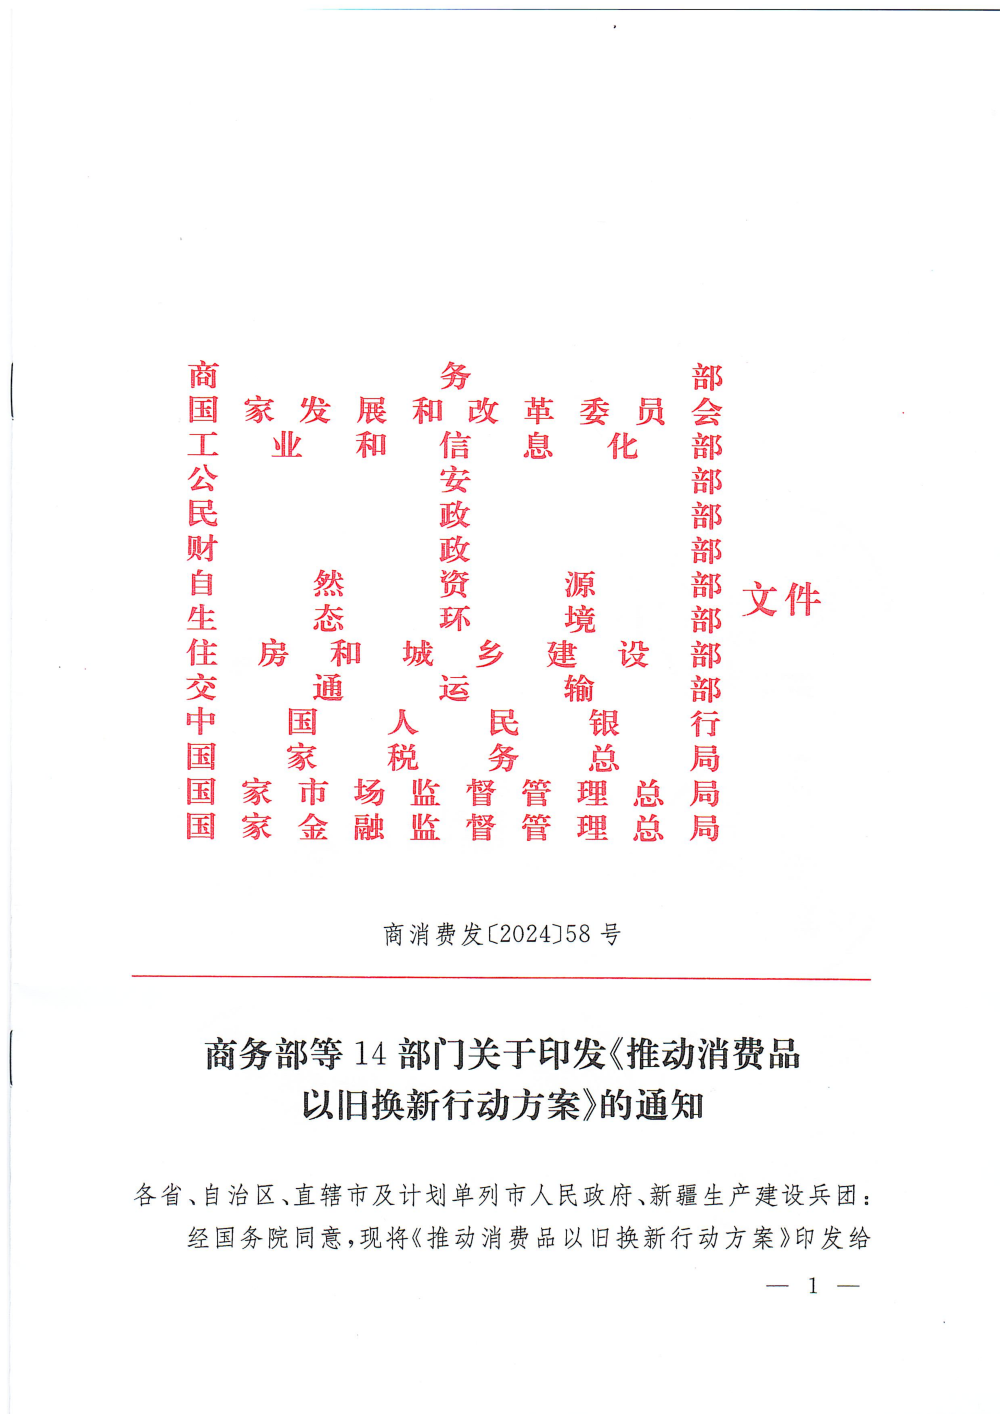 商务部
国家发展和改革委员会
工业和信息化部
公安部
民政部
财政部
自然资源部
生态环境部
住房和城乡建设部
交通运输部
中国人民银行
国家税务总局
国家市场监督管理总局
国家金融监督管理总局
文件
商消费发〔2024〕58 号
商务部等 14 部门关于印发《推动消费品
以旧换新行动方案》的通知
各省、自治区、直辖市及计划单列市人民政府、新疆生产建设兵团：
经国务院同意，现将《推动消费品以旧换新行动方案》印发给
— 1 —